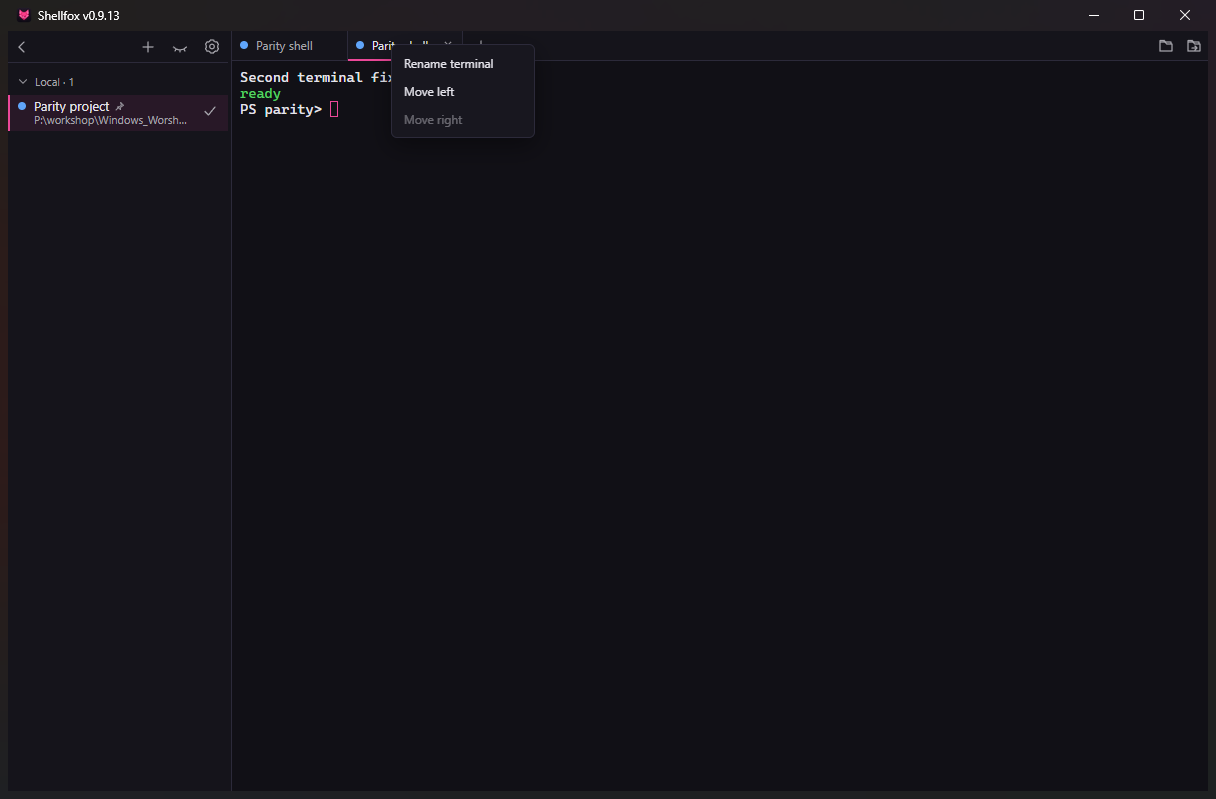 Shellfox v0.9.13
Local · 1
Parity project
P:\workshop\Windows_Worsh...
Parity shell
Rename terminal
Move left
Move right
Second terminal
ready
PS parity>